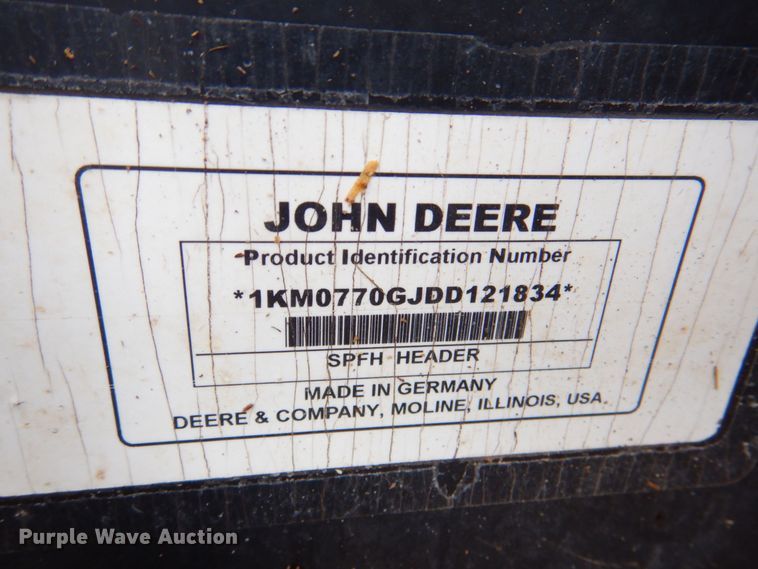 JOHN DEERE
Product Identification Number
*1KM0770GJDD121834*
SPFH HEADER
MADE IN GERMANY
DEERE & COMPANY, MOLINE, ILLINOIS, USA.
Purple Wave Auction